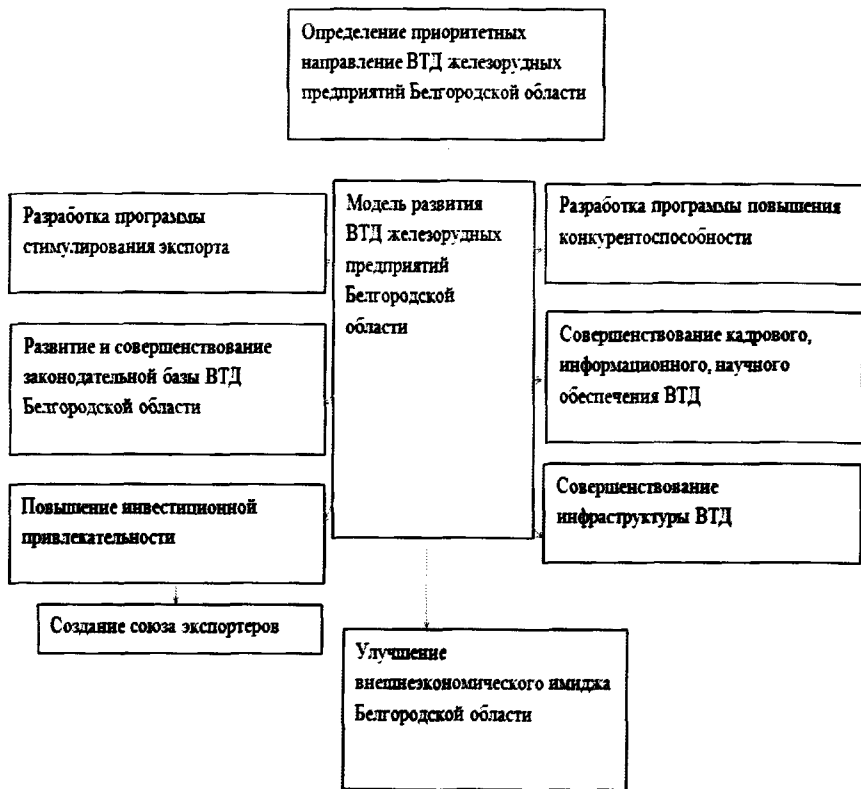 Определение приоритетных
направление ВТД железорудных
предприятий Белгородской области
Разработка программы
стимулирования экспорта
Модель развития
ВТД железорудных
предприятий
Белгородской
области
Разработка программы повышения
конкурентоспособности
Развитие и совершенствование
законодательной базы ВТД
Белгородской области
Совершенствование кадрового,
информационного, научного
обеспечения ВТД
Повышение инвестиционной
привлекательности
Совершенствование
инфраструктуры ВТД
Создание союза экспортеров
Улучшение
внешнеэкономического имиджа
Белгородской области